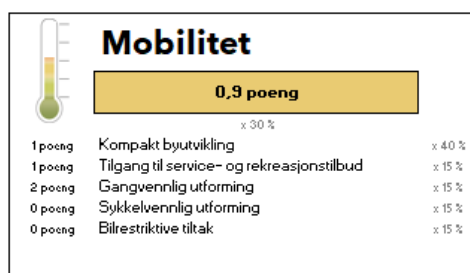 Mobilitet
0,9 poeng
x 30 %
1 poeng Kompakt byutvikling x 40 %
1 poeng Tilgang til service- og rekreasjonstilbud x 15 %
2 poeng Gangvennlig utforming x 15 %
0 poeng Sykkelvennlig utforming x 15 %
0 poeng Bilrestriktive tiltak x 15 %